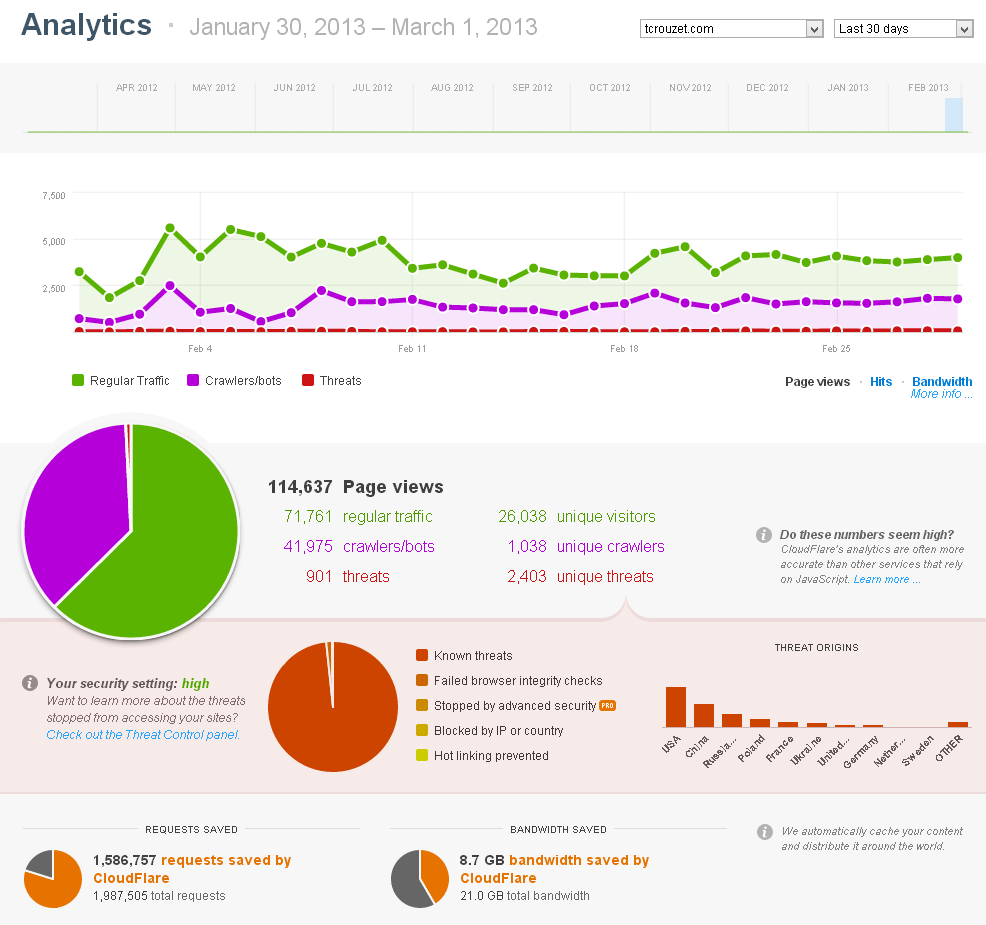 Analytics · January 30, 2013 – March 1, 2013
tcrouzet.com
Last 30 days
APR 2012 MAY 2012 JUN 2012 JUL 2012 AUG 2012 SEP 2012 OCT 2012 NOV 2012 DEC 2012 JAN 2013 FEB 2013
7,500
5,000
2,500
Feb 4 Feb 11 Feb 18 Feb 25
Regular Traffic Crawlers/bots Threats
Page views · Hits · Bandwidth
More info ...
114,637 Page views
71,761 regular traffic
26,038 unique visitors
41,975 crawlers/bots
1,038 unique crawlers
901 threats
2,403 unique threats
Do these numbers seem high?
CloudFlare's analytics are often more
accurate than other services that rely
on JavaScript. Learn more ...
Your security setting: high
Want to learn more about the threats
stopped from accessing your sites?
Check out the Threat Control panel.
Known threats
Failed browser integrity checks
Stopped by advanced security PRO
Blocked by IP or country
Hot linking prevented
THREAT ORIGINS
USA China Russia... Poland France Ukraine United... Germany Nether... Sweden OTHER
REQUESTS SAVED
1,586,757 requests saved by
CloudFlare
1,987,505 total requests
BANDWIDTH SAVED
8.7 GB bandwidth saved by
CloudFlare
21.0 GB total bandwidth
We automatically cache your content
and distribute it around the world.